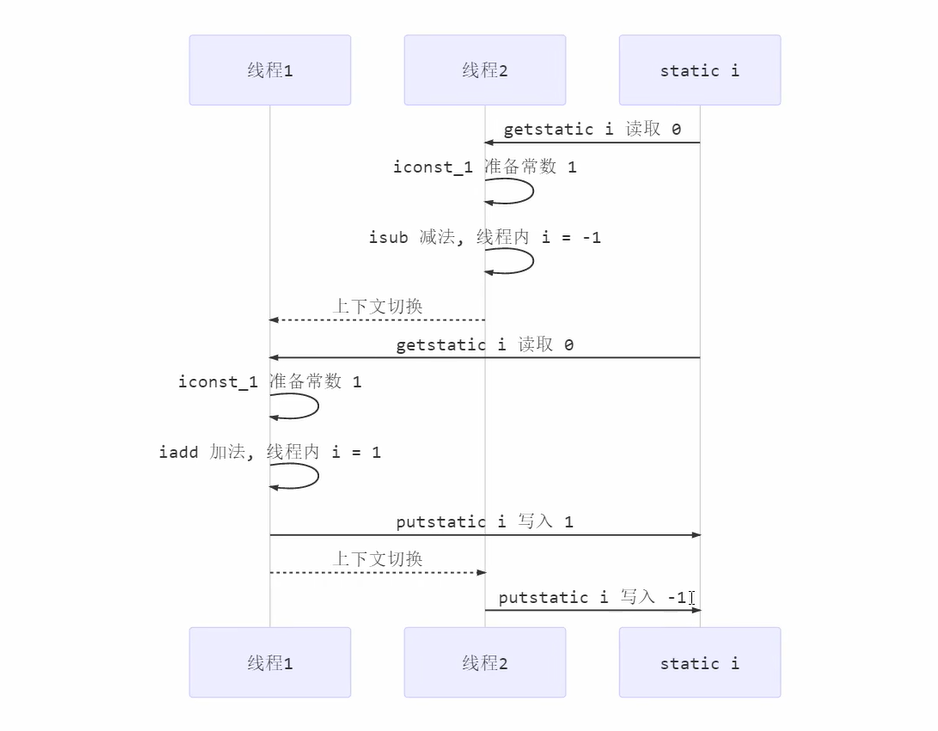 线程1
线程2
static i
getstatic i 读取 0
iconst_1 准备常数 1
isub 减法, 线程内 i = -1
上下文切换
getstatic i 读取 0
iconst_1 准备常数 1
iadd 加法, 线程内 i = 1
putstatic i 写入 1
上下文切换
putstatic i 写入 -1
线程1
线程2
static i